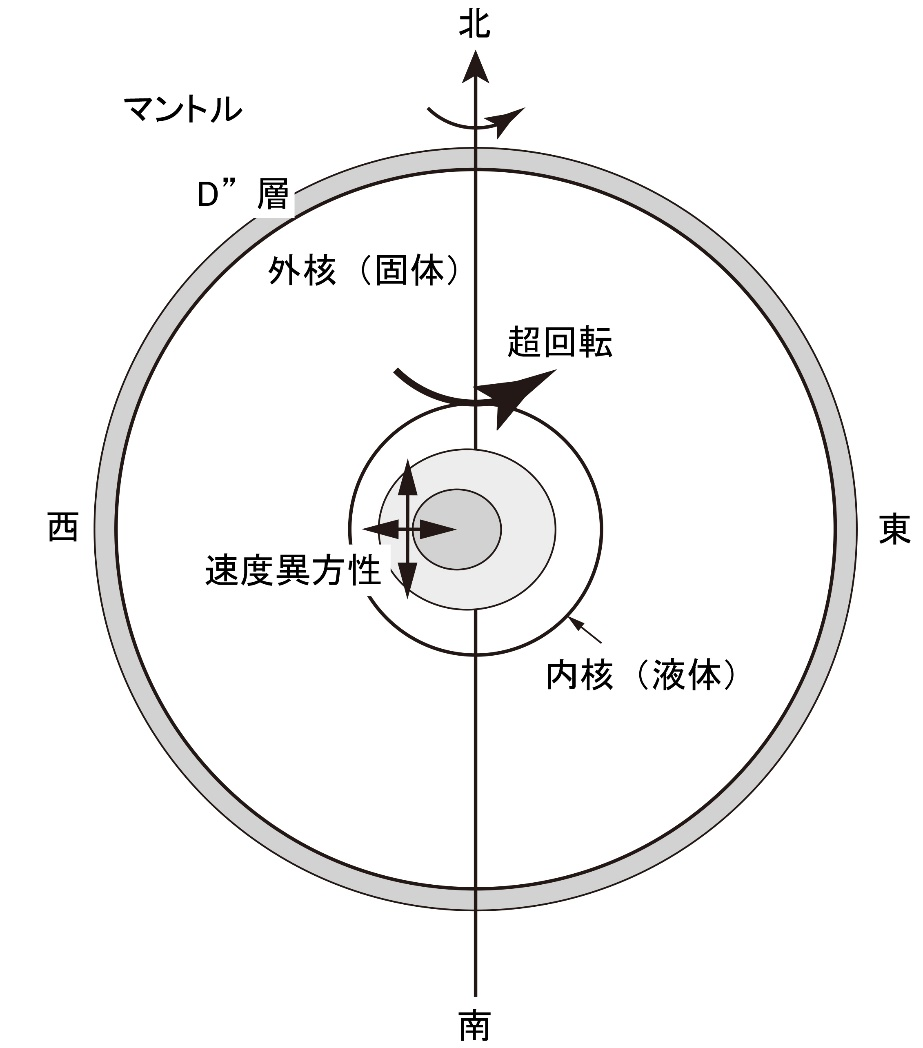 北
マントル
D” 層
外核（固体）
超回転
西
東
速度異方性
内核（液体）
南